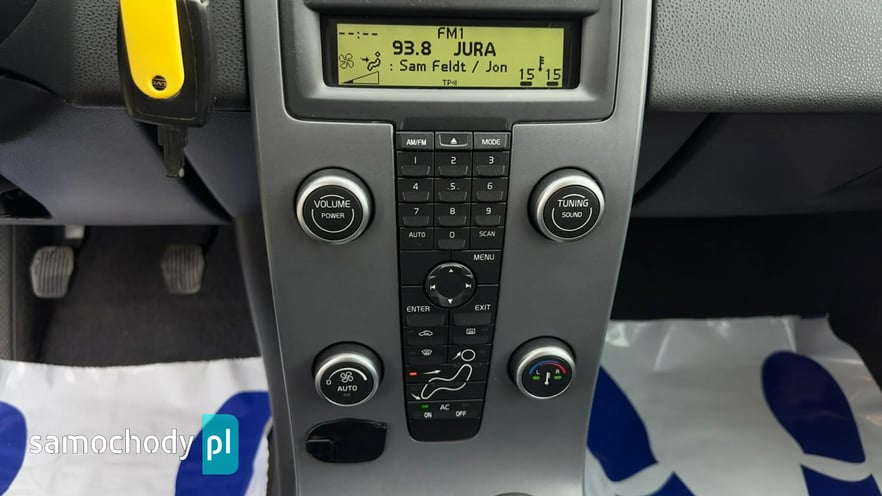 --:-- FM1
93.8 JURA
: Sam Feldt / Jon
15 15
TP
AM/FM MODE
1 2 3
4 .5. 6
7 8 9
AUTO 0 SCAN
VOLUME
POWER
TUNING
SOUND
MENU
ENTER EXIT
0
AUTO
L R
AC
ON OFF
samochody pl